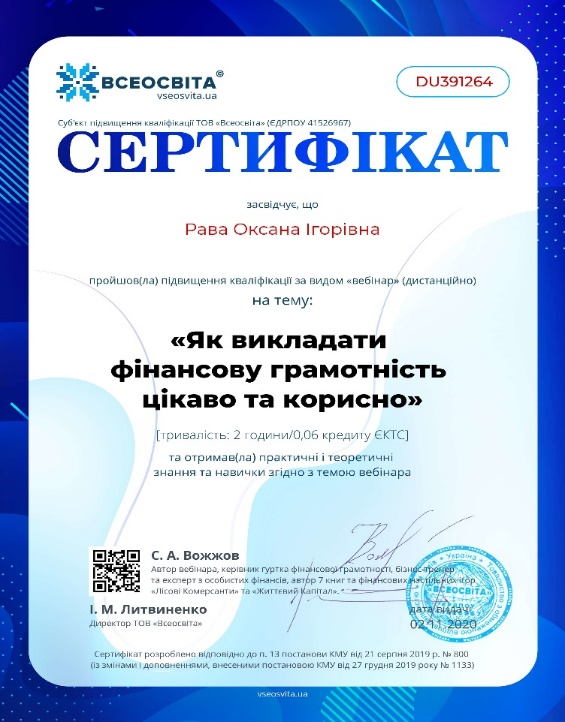 ВСЕОСВІТА©
vseosvita.ua
DU391264
Суб'єкт підвищення кваліфікації ТОВ «Всеосвіта» (ЄДРПОУ 41526967)
СЕРТИФІКАТ
засвідчує, що
Рава Оксана Ігорівна
пройшов(ла) підвищення кваліфікації за видом «вебінар» (дистанційно)
на тему:
«Як викладати
фінансову грамотність
цікаво та корисно»
[тривалість: 2 години/0,06 кредиту ЄКТС]
та отримав(ла) практичні і теоретичні
знання та навички згідно з темою вебінара
С. А. Вожжов
Автор вебінара, керівник гуртка фінансової грамотності, бізнес-тренер
та експерт з особистих фінансів, автор 7 книг та фінансових настільних ігор
«Лісові Комерсанти» та «Життєвий Капітал».
І. М. Литвиненко
Директор ТОВ «Всеосвіта»
Україна
ВСЕОСВІТА
дата видачі
02.11.2020
Сертифікат розроблено відповідно до п. 13 постанови КМУ від 21 серпня 2019 р. № 800
(із змінами і доповненнями, внесеними постановою КМУ від 27 грудня 2019 року № 1133)
vseosvita.ua